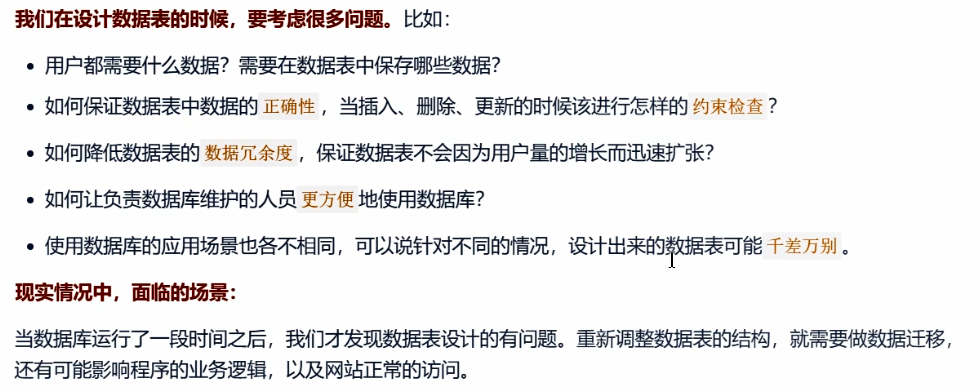 我们在设计数据表的时候，要考虑很多问题。比如：
用户都需要什么数据？需要在数据表中保存哪些数据？
如何保证数据表中数据的 正确性 ，当插入、删除、更新的时候该进行怎样的 约束检查 ？
如何降低数据表的 数据冗余度 ，保证数据表不会因为用户量的增长而迅速扩张？
如何让负责数据库维护的人员 更方便 地使用数据库？
使用数据库的应用场景也各不相同，可以说针对不同的情况，设计出来的数据表可能 千差万别 。
现实情况中，面临的场景：
当数据库运行了一段时间之后，我们才发现数据表设计的有问题。重新调整数据表的结构，就需要做数据迁移，
还有可能影响程序的业务逻辑，以及网站正常的访问。